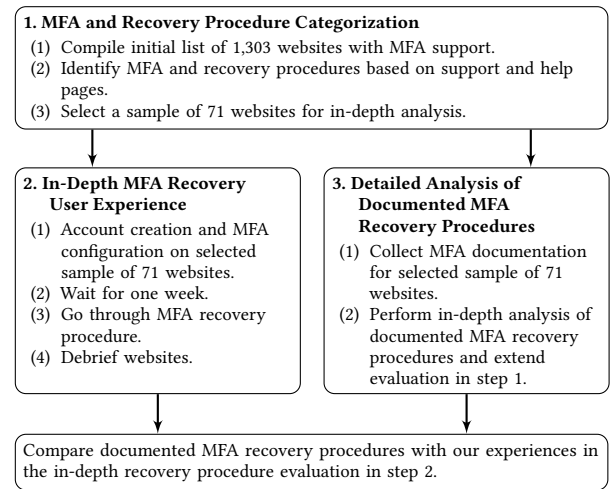 1. MFA and Recovery Procedure Categorization
(1) Compile initial list of 1,303 websites with MFA support.
(2) Identify MFA and recovery procedures based on support and help
pages.
(3) Select a sample of 71 websites for in-depth analysis.
2. In-Depth MFA Recovery
User Experience
(1) Account creation and MFA
configuration on selected
sample of 71 websites.
(2) Wait for one week.
(3) Go through MFA recovery
procedure.
(4) Debrief websites.
3. Detailed Analysis of
Documented MFA
Recovery Procedures
(1) Collect MFA documentation
for selected sample of 71
websites.
(2) Perform in-depth analysis of
documented MFA recovery
procedures and extend
evaluation in step 1.
Compare documented MFA recovery procedures with our experiences in
the in-depth recovery procedure evaluation in step 2.